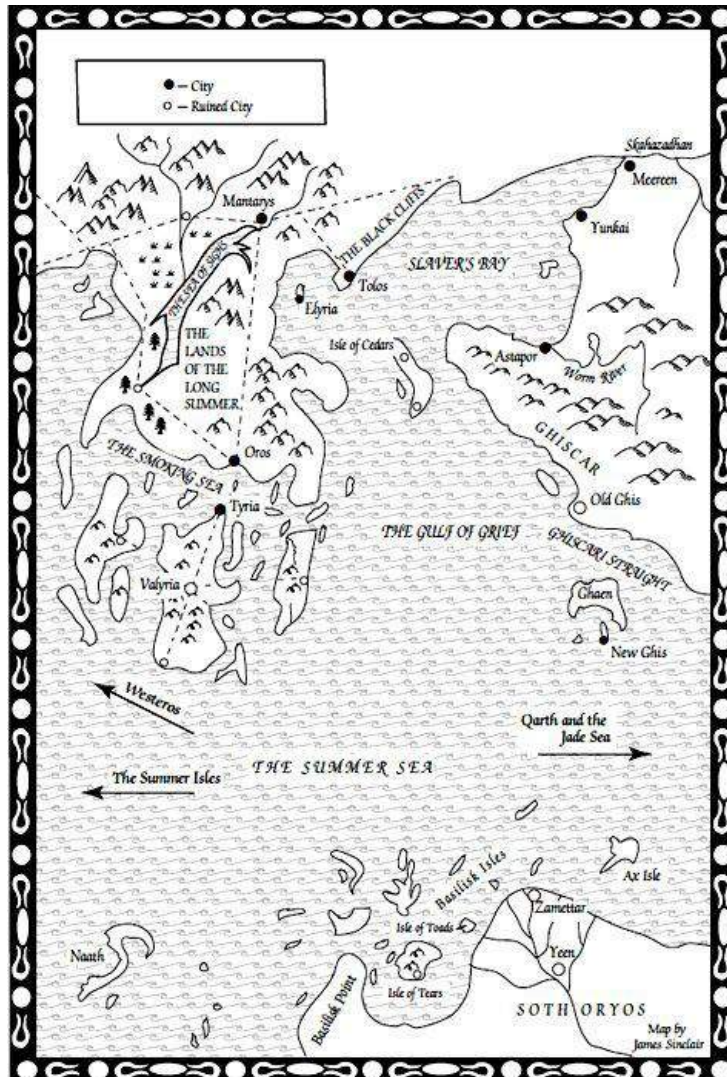 – City
– Ruined City
Skahazadhan
Meereen
Mantarys
Yunkai
THE BLACK CLIFFS
SLAVER'S BAY
THE SEA OF SIGHS
Tolos
Elyria
THE
LANDS
OF THE
LONG
SUMMER
Isle of Cedars
Astapor
Worm River
GHISCAR
THE SMOKING SEA
Oros
Tyria
Old Ghis
THE GULF OF GRIEF
GHISCARI STRAIGHT
Valyria
Ghaen
New Ghis
Westeros
Qarth and the
Jade Sea
THE SUMMER SEA
The Summer Isles
Ax Isle
Basilisk Isles
Zamettar
Isle of Toads
Naath
Yeen
Isle of Tears
Basilisk Point
SOTHORYOS
Map by
James Sinclair